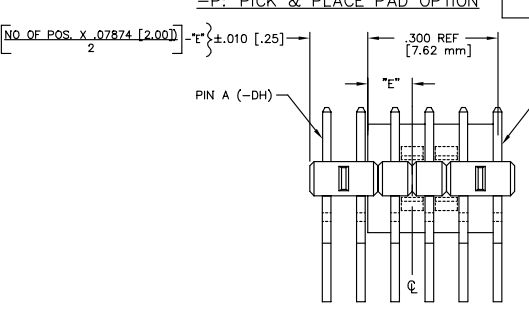 -P: PICK & PLACE PAD OPTION
[NO OF POS. X .07874 [2.00]]
2
-"E"}±.010 [.25]
.300 REF
[7.62 mm]
"E"
PIN A (-DH)
℄